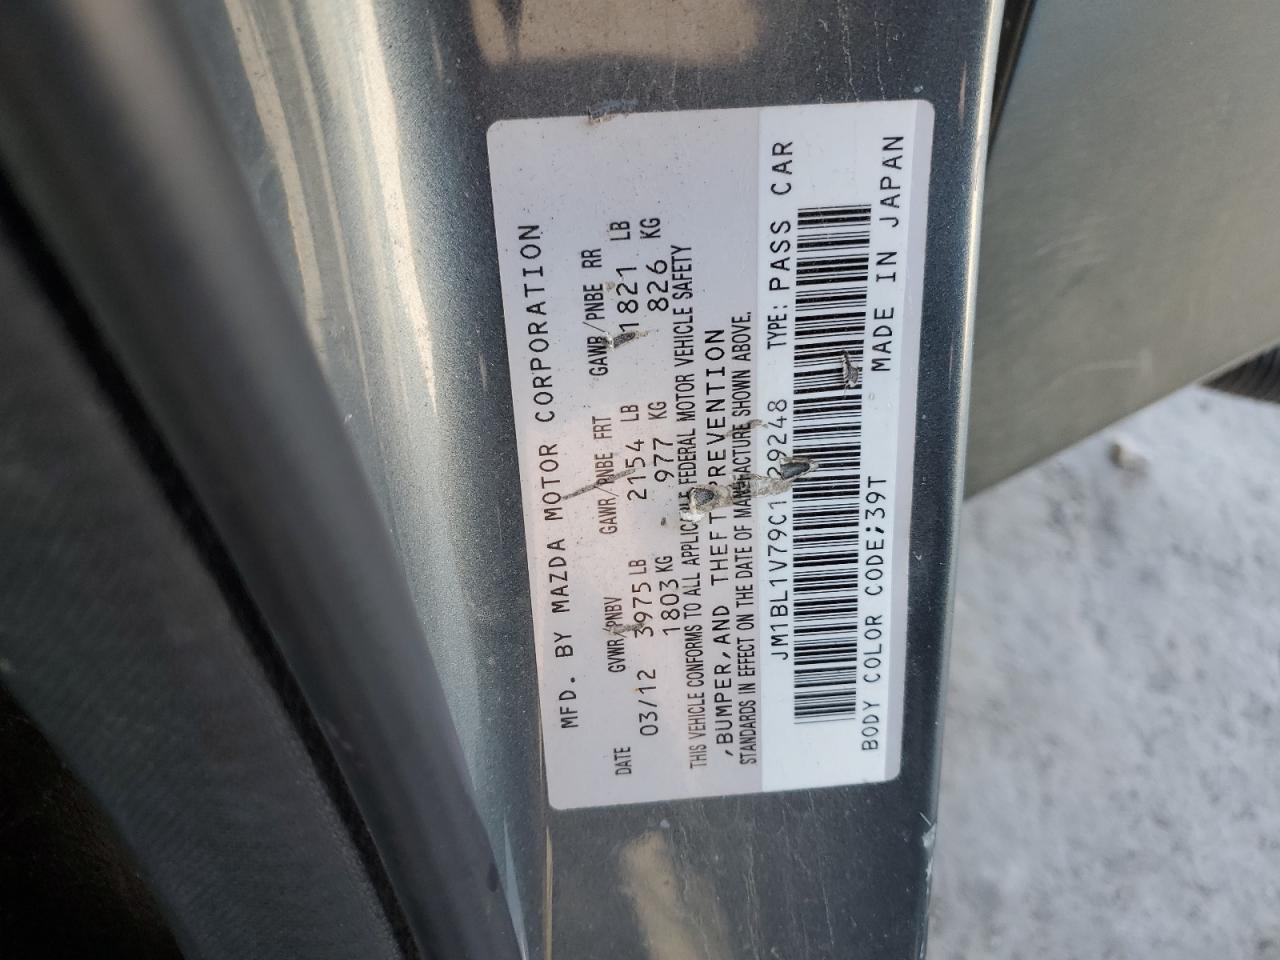 MFD. BY MAZDA MOTOR CORPORATION
DATE GVWR/PNBV GAWR/PNBE FRT GAWR/PNBE RR
03/12 3975 LB 2154 LB 1821 LB
1803 KG 977 KG 826 KG
THIS VEHICLE CONFORMS TO ALL APPLICABLE FEDERAL MOTOR VEHICLE SAFETY
,BUMPER, AND THEFT PREVENTION
STANDARDS IN EFFECT ON THE DATE OF MANUFACTURE SHOWN ABOVE.
TYPE: PASS CAR
BODY COLOR CODE;39T MADE IN JAPAN